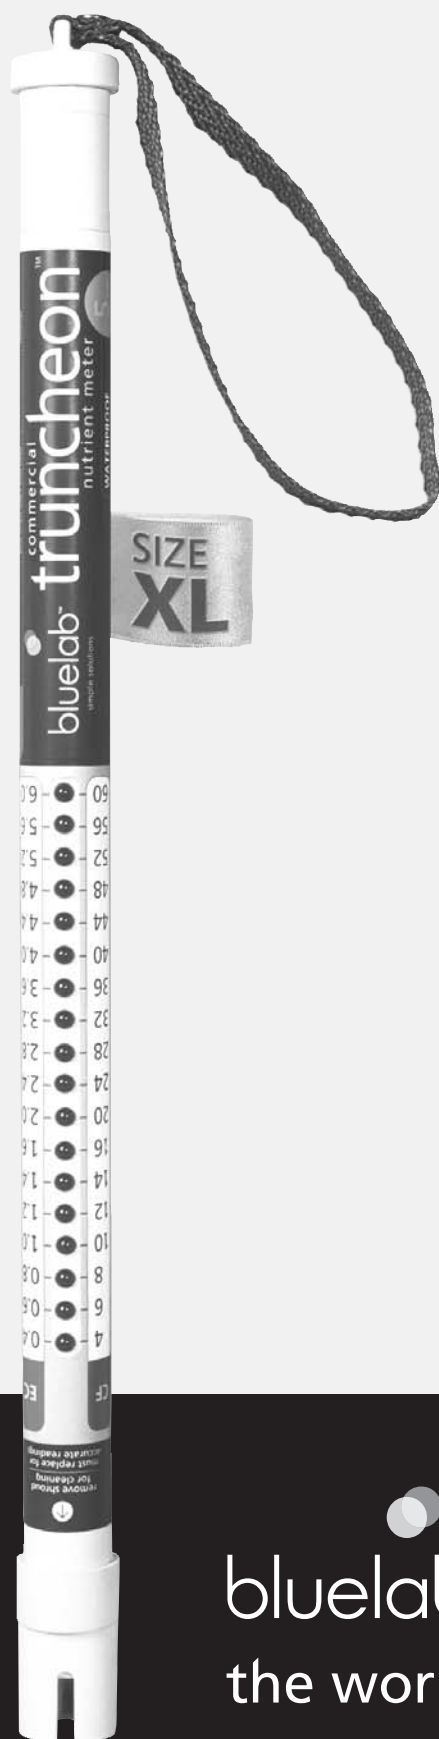 commercial
truncheon™
nutrient meter
WATERPROOF
bluelab™
simple solutions
SIZE
XL
6.0 60
5.6 56
5.2 52
4.8 48
4.4 44
4.0 40
3.6 36
3.2 32
2.8 28
2.4 24
2.0 20
1.6 16
1.4 14
1.2 12
1.0 10
0.8 8
0.6 6
0.4 4
EC CF
remove shroud
for cleaning
must replace for
accurate reading
bluelab
the wor